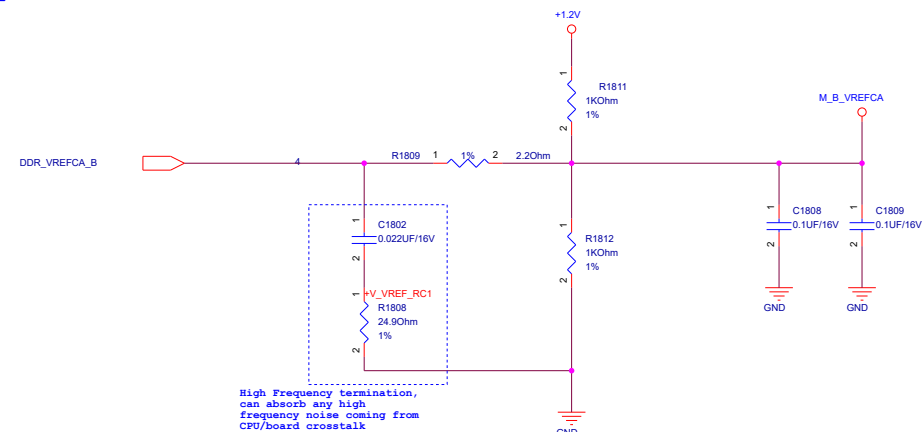 +1.2V
1
R1811
1KOhm
1%
2
M_B_VREFCA
DDR_VREFCA_B
4
R1809
1
1%
2
2.2Ohm
1
C1802
0.022UF/16V
2
1
R1812
1KOhm
1%
2
1
C1808
0.1UF/16V
2
GND
1
C1809
0.1UF/16V
2
GND
+V_VREF_RC1
1
R1808
24.9Ohm
1%
2
High Frequency termination,
can absorb any high
frequency noise coming from
CPU/board crosstalk
GND